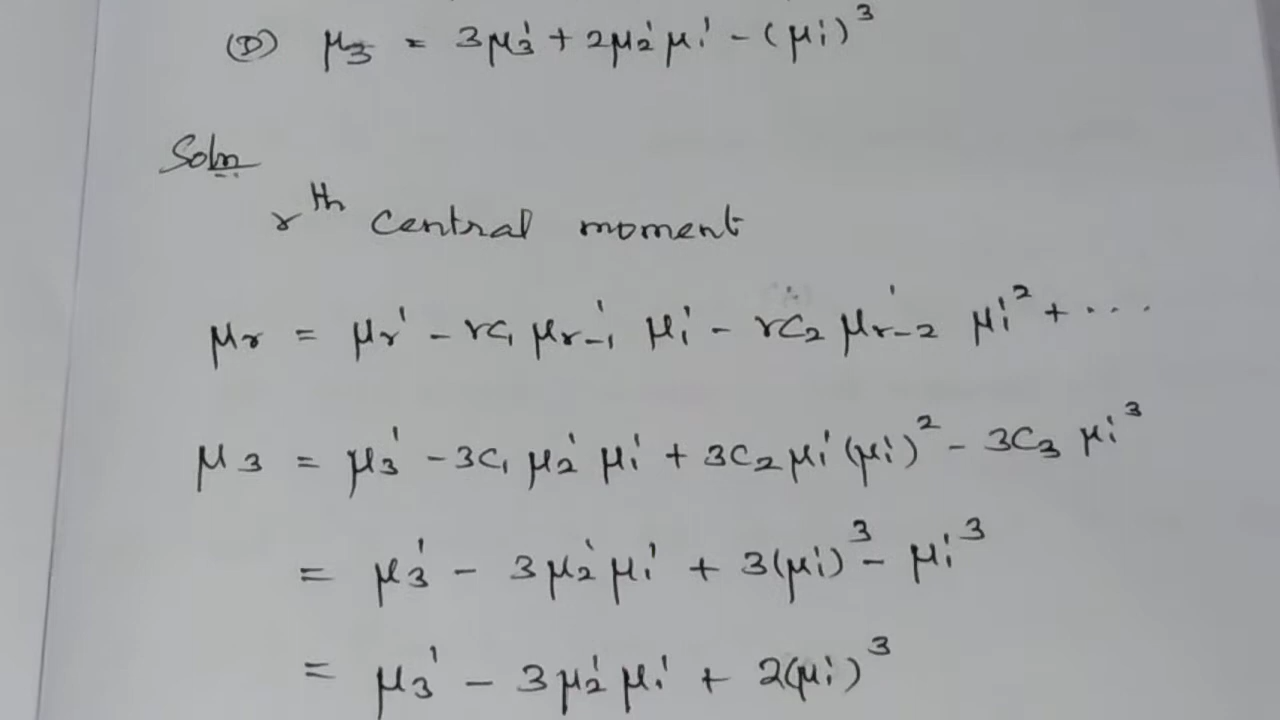 (D) μ₃ = 3μ₃' + 2μ₂'μ₁' - (μ₁')³
Soln
rᵗʰ central moment
μᵣ = μᵣ' - rc₁ μᵣ₋₁' μ₁' - rc₂ μᵣ₋₂' μ₁'² + ....
μ₃ = μ₃' - 3c₁ μ₂' μ₁' + 3c₂ μ₁' (μ₁')² - 3c₃ μ₁'³
= μ₃' - 3μ₂'μ₁' + 3(μ₁')³ - μ₁'³
= μ₃' - 3μ₂'μ₁' + 2(μ₁')³